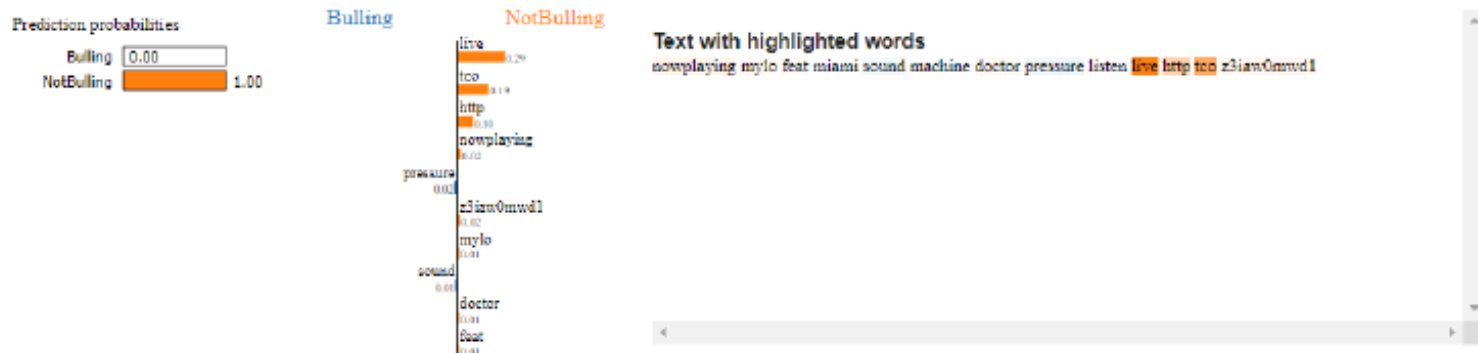 Prediction probabilities
Bulling 0.00
NotBulling 1.00
Bulling NotBulling
live
0.29
tco
0.19
http
0.10
nowplaying
0.02
pressure
0.02
z3iaw0mwd1
0.02
mylo
0.01
sound
doctor
0.01
feat
0.01
Text with highlighted words
nowplaying mylo feat miami sound machine doctor pressure listen live http tco z3iaw0mwd1